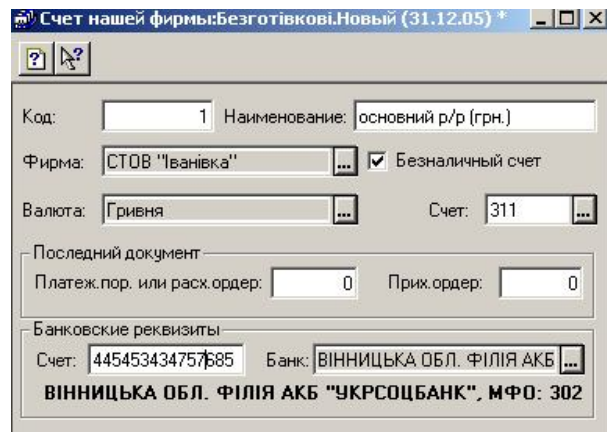 Счет нашей фирмы:Безготівкові.Новый (31.12.05) *
Код: 1 Наименование: основний р/р (грн.)
Фирма: СТОВ "Іванівка" ... Безналичный счет
Валюта: Гривня ... Счет: 311 ...
Последний документ
Платеж.пор. или расх.ордер: 0 Прих.ордер: 0
Банковские реквизиты
Счет: 445453434757685 Банк: ВІННИЦЬКА ОБЛ. ФІЛІЯ АКБ ...
ВІННИЦЬКА ОБЛ. ФІЛІЯ АКБ "УКРСОЦБАНК", МФО: 302